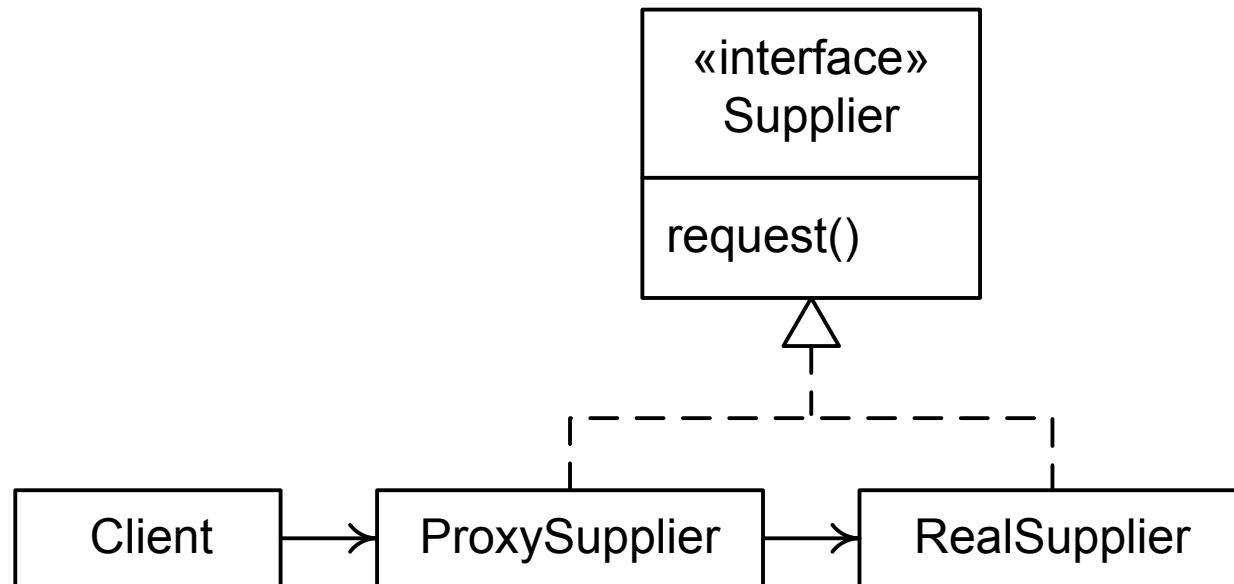 «interface»
Supplier
request()
Client
ProxySupplier
RealSupplier